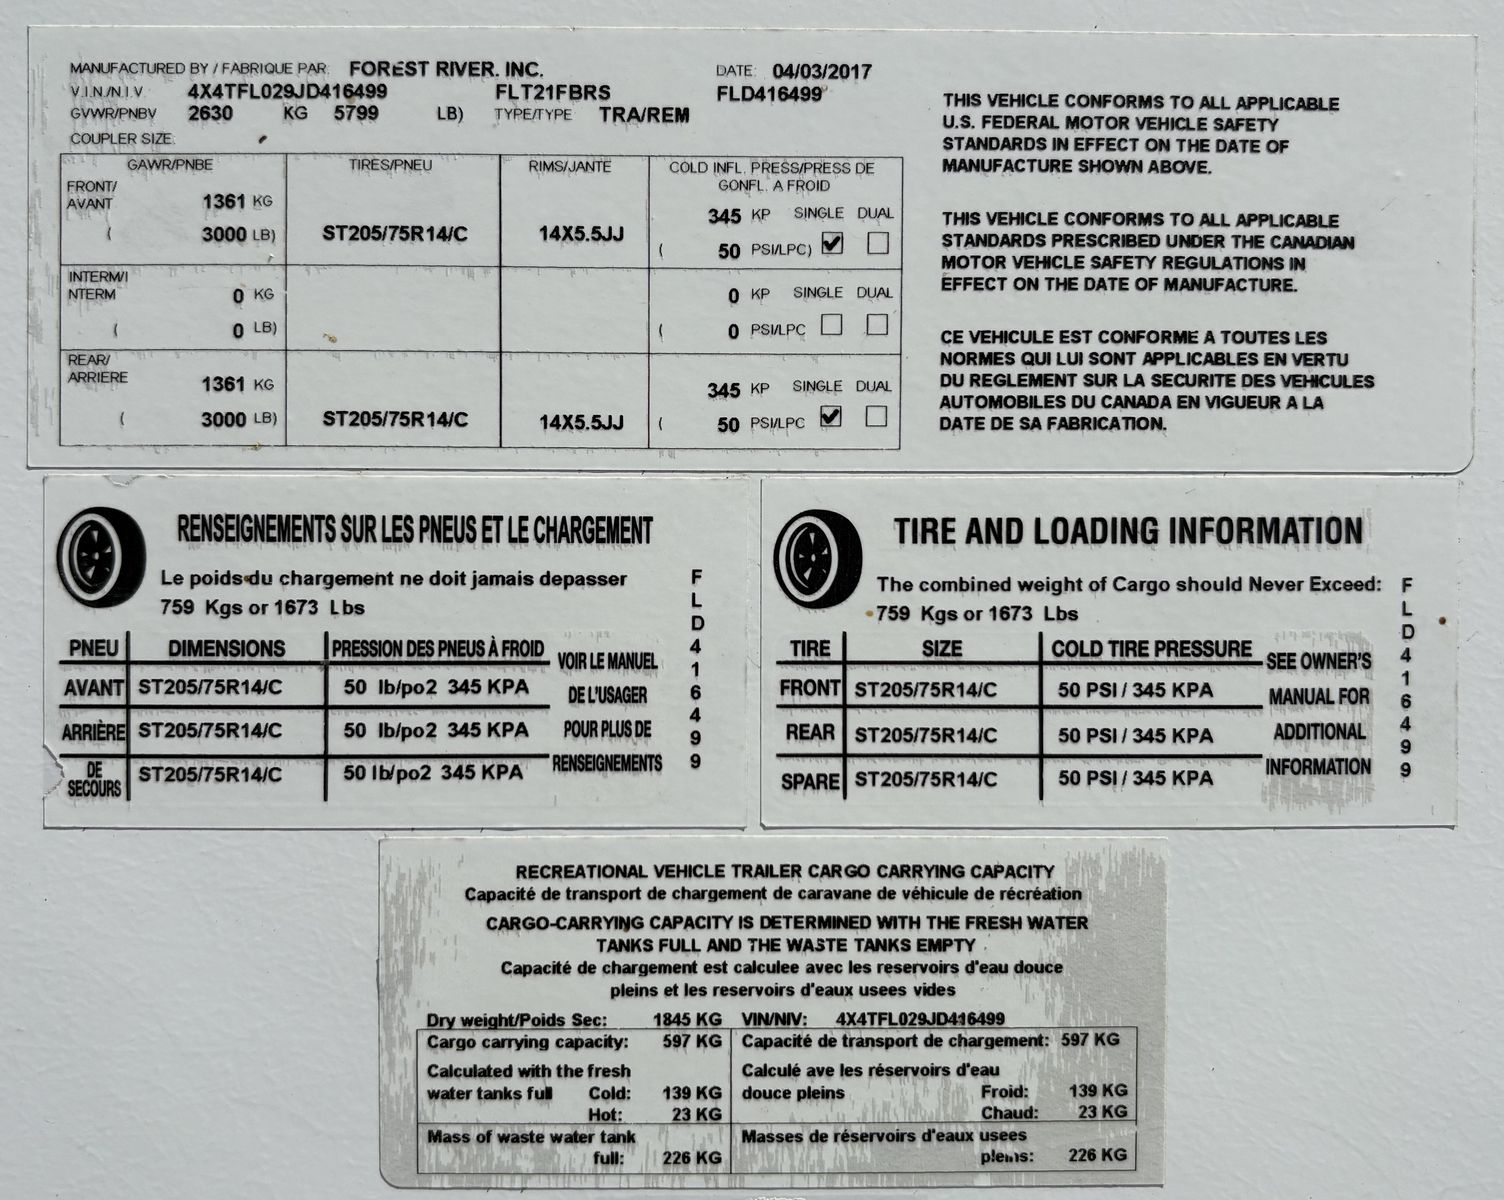 MANUFACTURED BY / FABRIQUE PAR: FOREST RIVER. INC. DATE: 04/03/2017
V.I.N./N.I.V. 4X4TFL029JD416499 FLT21FBRS FLD416499
GVWR/PNBV 2630 KG 5799 LB) TYPE/TYPE TRA/REM
COUPLER SIZE:
GAWR/PNBE TIRES/PNEU RIMS/JANTE COLD INFL. PRESS/PRESS DE
GONFL. A FROID
FRONT/
AVANT 1361 KG 345 KP SINGLE DUAL
( 3000 LB) ST205/75R14/C 14X5.5JJ ( 50 PSI/LPC)
INTERM/I
NTERM 0 KG 0 KP SINGLE DUAL
( 0 LB) ( 0 PSI/LPC
REAR/
ARRIERE 1361 KG 345 KP SINGLE DUAL
( 3000 LB) ST205/75R14/C 14X5.5JJ ( 50 PSI/LPC
THIS VEHICLE CONFORMS TO ALL APPLICABLE
U.S. FEDERAL MOTOR VEHICLE SAFETY
STANDARDS IN EFFECT ON THE DATE OF
MANUFACTURE SHOWN ABOVE.
THIS VEHICLE CONFORMS TO ALL APPLICABLE
STANDARDS PRESCRIBED UNDER THE CANADIAN
MOTOR VEHICLE SAFETY REGULATIONS IN
EFFECT ON THE DATE OF MANUFACTURE.
CE VEHICULE EST CONFORME A TOUTES LES
NORMES QUI LUI SONT APPLICABLES EN VERTU
DU REGLEMENT SUR LA SECURITE DES VEHICULES
AUTOMOBILES DU CANADA EN VIGUEUR A LA
DATE DE SA FABRICATION.
RENSEIGNEMENTS SUR LES PNEUS ET LE CHARGEMENT
Le poids du chargement ne doit jamais depasser
759 Kgs or 1673 Lbs
PNEU DIMENSIONS PRESSION DES PNEUS À FROID
AVANT ST205/75R14/C 50 lb/po2 345 KPA
ARRIÈRE ST205/75R14/C 50 lb/po2 345 KPA
DE
SECOURS ST205/75R14/C 50 lb/po2 345 KPA
VOIR LE MANUEL
DE L'USAGER
POUR PLUS DE
RENSEIGNEMENTS
FLD416499
TIRE AND LOADING INFORMATION
The combined weight of Cargo should Never Exceed:
759 Kgs or 1673 Lbs
TIRE SIZE COLD TIRE PRESSURE
FRONT ST205/75R14/C 50 PSI / 345 KPA
REAR ST205/75R14/C 50 PSI / 345 KPA
SPARE ST205/75R14/C 50 PSI / 345 KPA
SEE OWNER'S
MANUAL FOR
ADDITIONAL
INFORMATION
FLD416499
RECREATIONAL VEHICLE TRAILER CARGO CARRYING CAPACITY
Capacité de transport de chargement de caravane de véhicule de récréation
CARGO-CARRYING CAPACITY IS DETERMINED WITH THE FRESH WATER
TANKS FULL AND THE WASTE TANKS EMPTY
Capacité de chargement est calculee avec les reservoirs d'eau douce
pleins et les reservoirs d'eaux usees vides
Dry weight/Poids Sec: 1845 KG VIN/NIV: 4X4TFL029JD416499
Cargo carrying capacity: 597 KG Capacité de transport de chargement: 597 KG
Calculated with the fresh Calculé ave les réservoirs d'eau
water tanks full Cold: 139 KG douce pleins Froid: 139 KG
Hot: 23 KG Chaud: 23 KG
Mass of waste water tank Masses de réservoirs d'eaux usees
full: 226 KG pleins: 226 KG